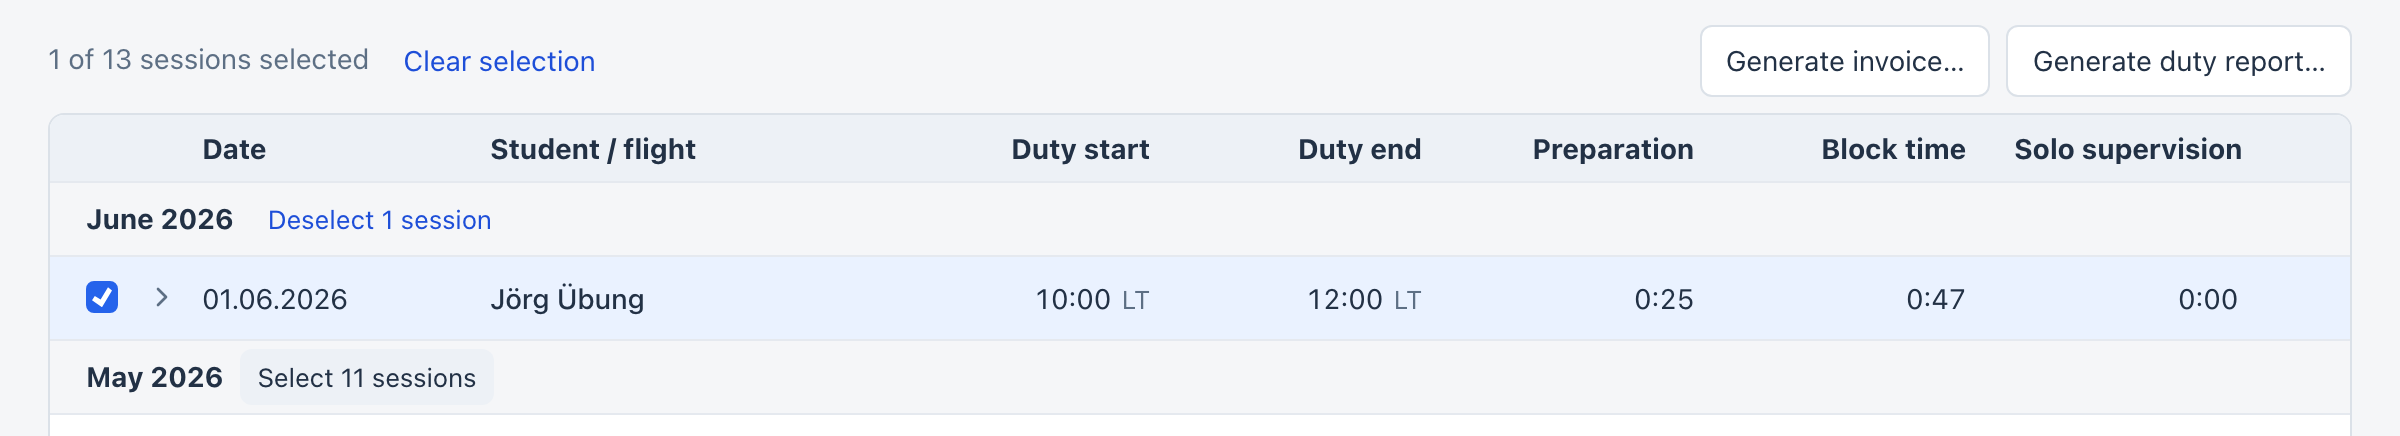 1 of 13 sessions selected Clear selection Generate invoice... Generate duty report...
Date Student / flight Duty start Duty end Preparation Block time Solo supervision
June 2026 Deselect 1 session
01.06.2026 Jörg Übung 10:00 LT 12:00 LT 0:25 0:47 0:00
May 2026 Select 11 sessions